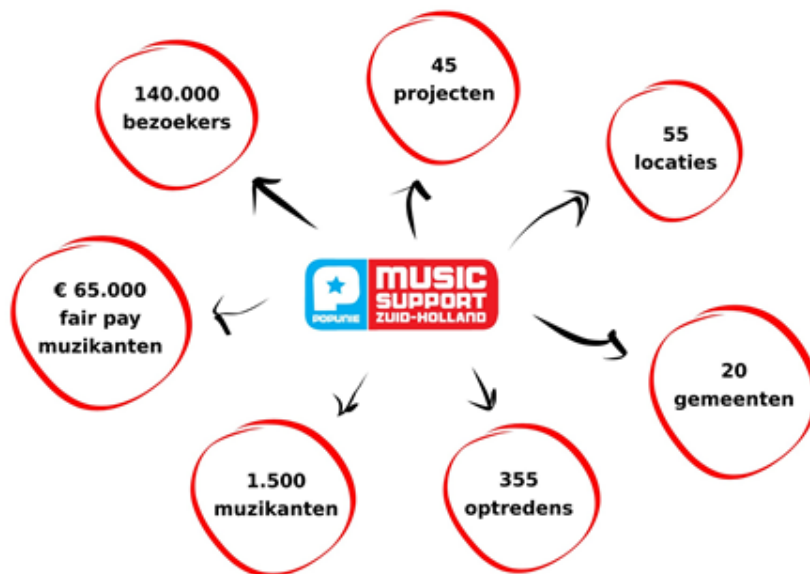 45
projecten
140.000
bezoekers
55
locaties
€ 65.000
fair pay
muzikanten
POPUNIE
MUSIC
SUPPORT
ZUID-HOLLAND
20
gemeenten
1.500
muzikanten
355
optredens